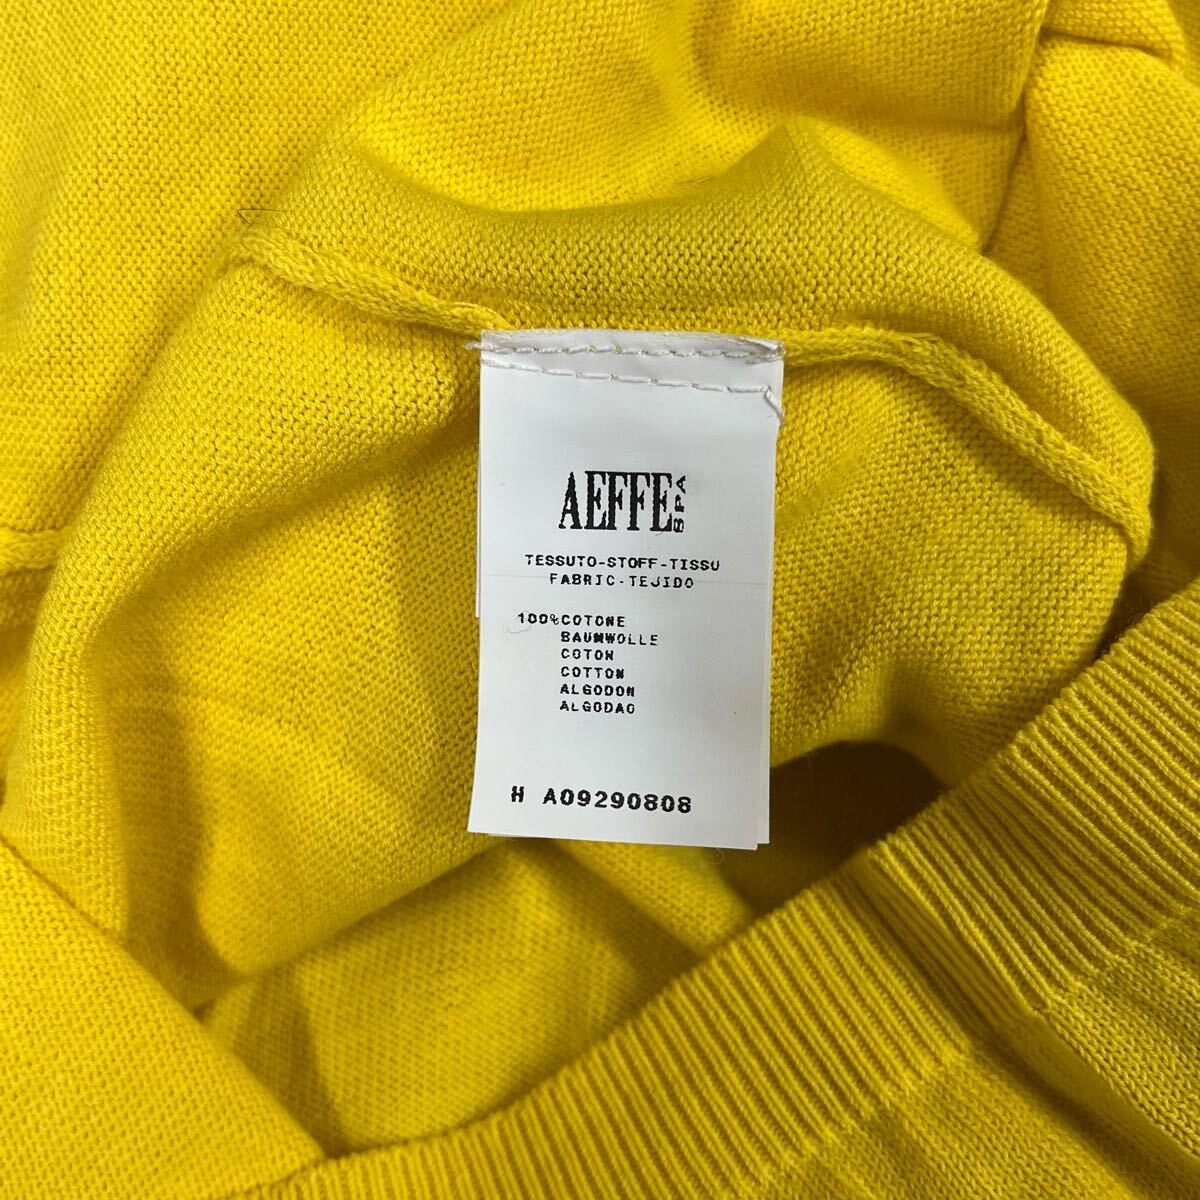 AEFFE SPA
TESSUTO-STOFF-TISSU
FABRIC-TEJIDO
100%COTONE
BAUMWOLLE
COTON
COTTON
ALGODON
ALGODAO
H A09290808